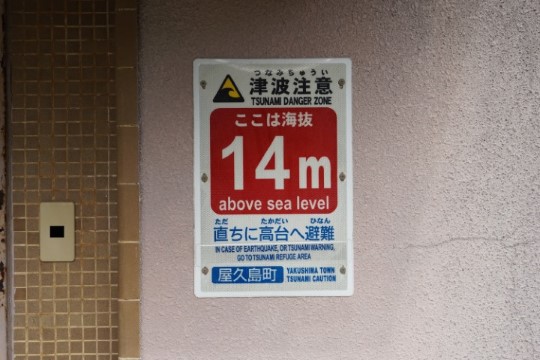 つなみちゅうい
津波注意
TSUNAMI DANGER ZONE
ここは海抜
14m
above sea level
ただ たかだい ひなん
直ちに高台へ避難
IN CASE OF EARTHQUAKE, OR TSUNAMI WARNING,
GO TO TSUNAMI REFUGE AREA
屋久島町 YAKUSHIMA TOWN
TSUNAMI CAUTION